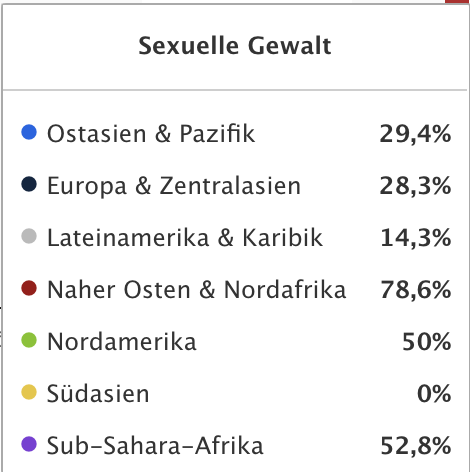 Sexuelle Gewalt
Ostasien & Pazifik 29,4%
Europa & Zentralasien 28,3%
Lateinamerika & Karibik 14,3%
Naher Osten & Nordafrika 78,6%
Nordamerika 50%
Südasien 0%
Sub-Sahara-Afrika 52,8%